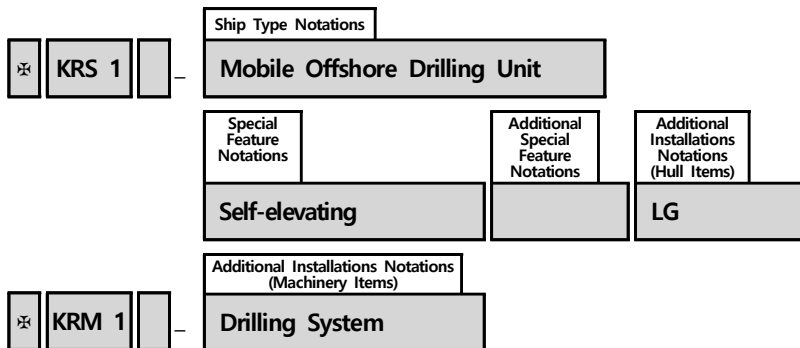 Ship Type Notations
✠ KRS 1 _ Mobile Offshore Drilling Unit
Special
Feature
Notations
Additional
Special
Feature
Notations
Additional
Installations
Notations
(Hull Items)
Self-elevating LG
Additional Installations Notations
(Machinery Items)
✠ KRM 1 _ Drilling System